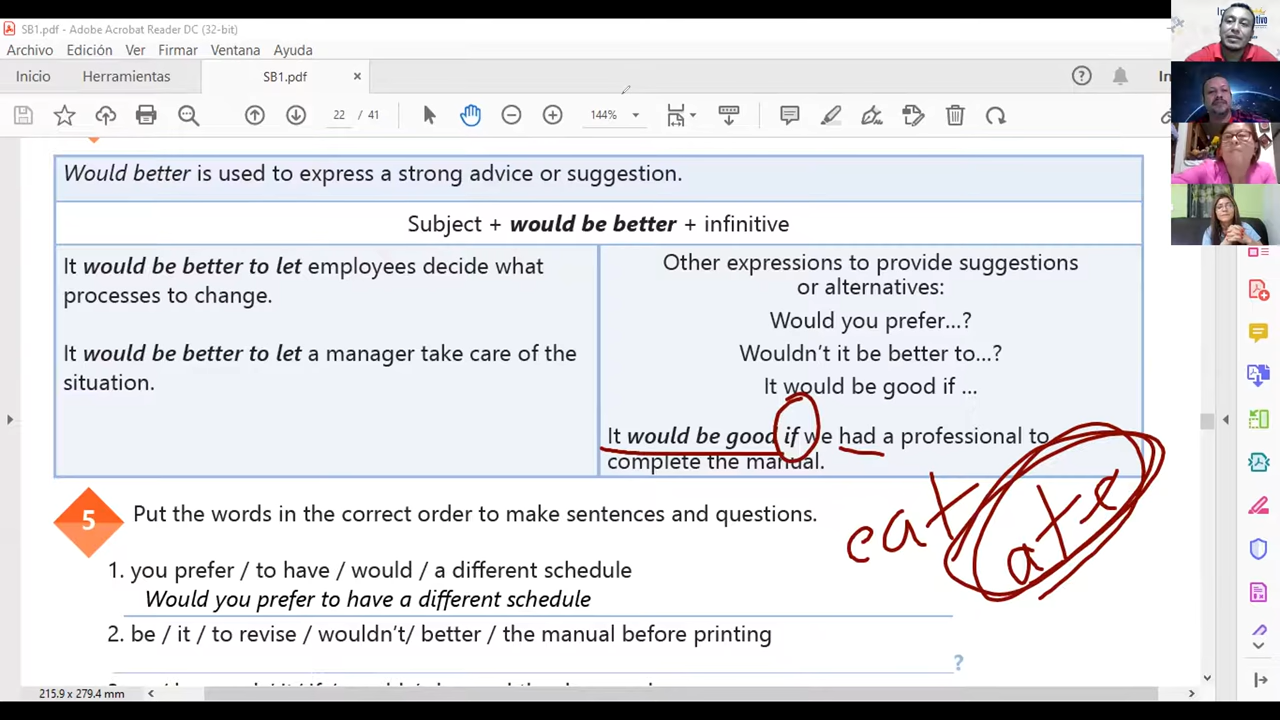 SB1.pdf - Adobe Acrobat Reader DC (32-bit)
Archivo Edición Ver Firmar Ventana Ayuda
Inicio Herramientas SB1.pdf ×
22 / 41 144%
Would better is used to express a strong advice or suggestion.
Subject + would be better + infinitive
It would be better to let employees decide what
processes to change.
It would be better to let a manager take care of the
situation.
Other expressions to provide suggestions
or alternatives:
Would you prefer...?
Wouldn't it be better to...?
It would be good if ...
It would be good if we had a professional to
complete the manual.
eat ate
5 Put the words in the correct order to make sentences and questions.
1. you prefer / to have / would / a different schedule
Would you prefer to have a different schedule
2. be / it / to revise / wouldn't/ better / the manual before printing
?
215.9 x 279.4 mm